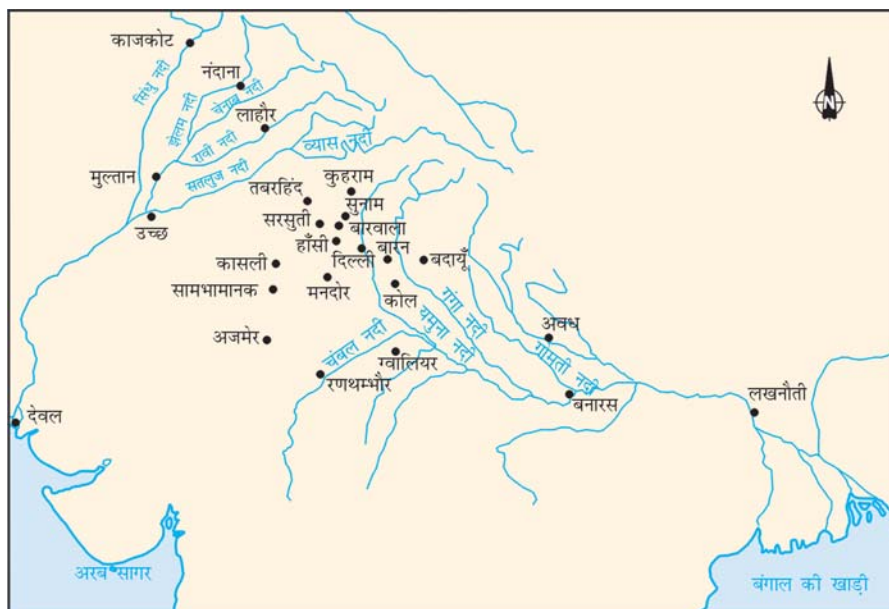 काजकोट
सिंधु नदी
नंदाना
झेलम नदी
चेनाब नदी
लाहौर
रावी नदी
व्यास नदी
मुल्तान
सतलुज नदी
उच्छ
तबरहिंद
कुहराम
सुनाम
सरसुती
बारवाला
हाँसी
दिल्ली
बारन
बदायूँ
कासली
सामभामानक
मनदोर
कोल
गंगा नदी
यमुना नदी
अवध
गोमती नदी
अजमेर
चंबल नदी
ग्वालियर
रणथम्भौर
बनारस
लखनौती
देवल
अरब सागर
बंगाल की खाड़ी
N